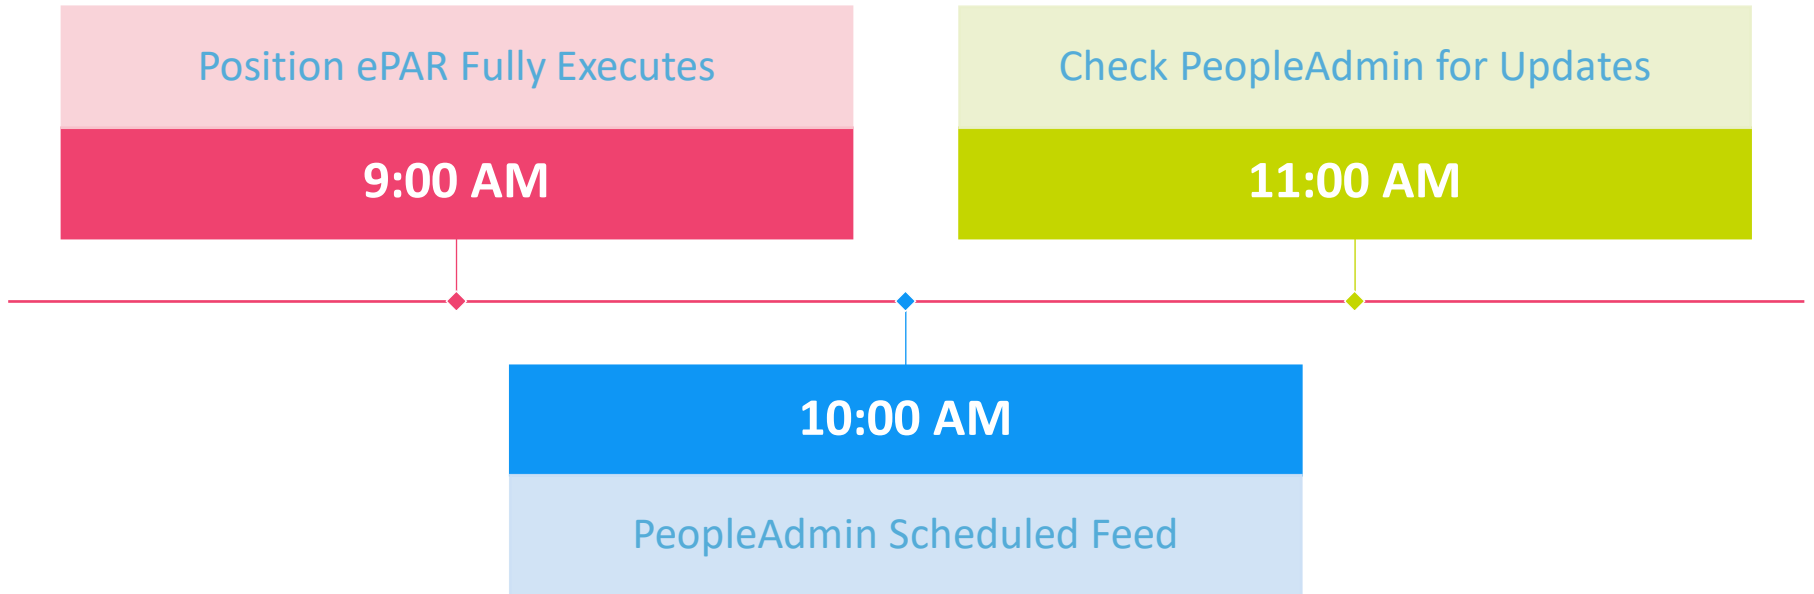 Position ePAR Fully Executes
9:00 AM
10:00 AM
PeopleAdmin Scheduled Feed
Check PeopleAdmin for Updates
11:00 AM